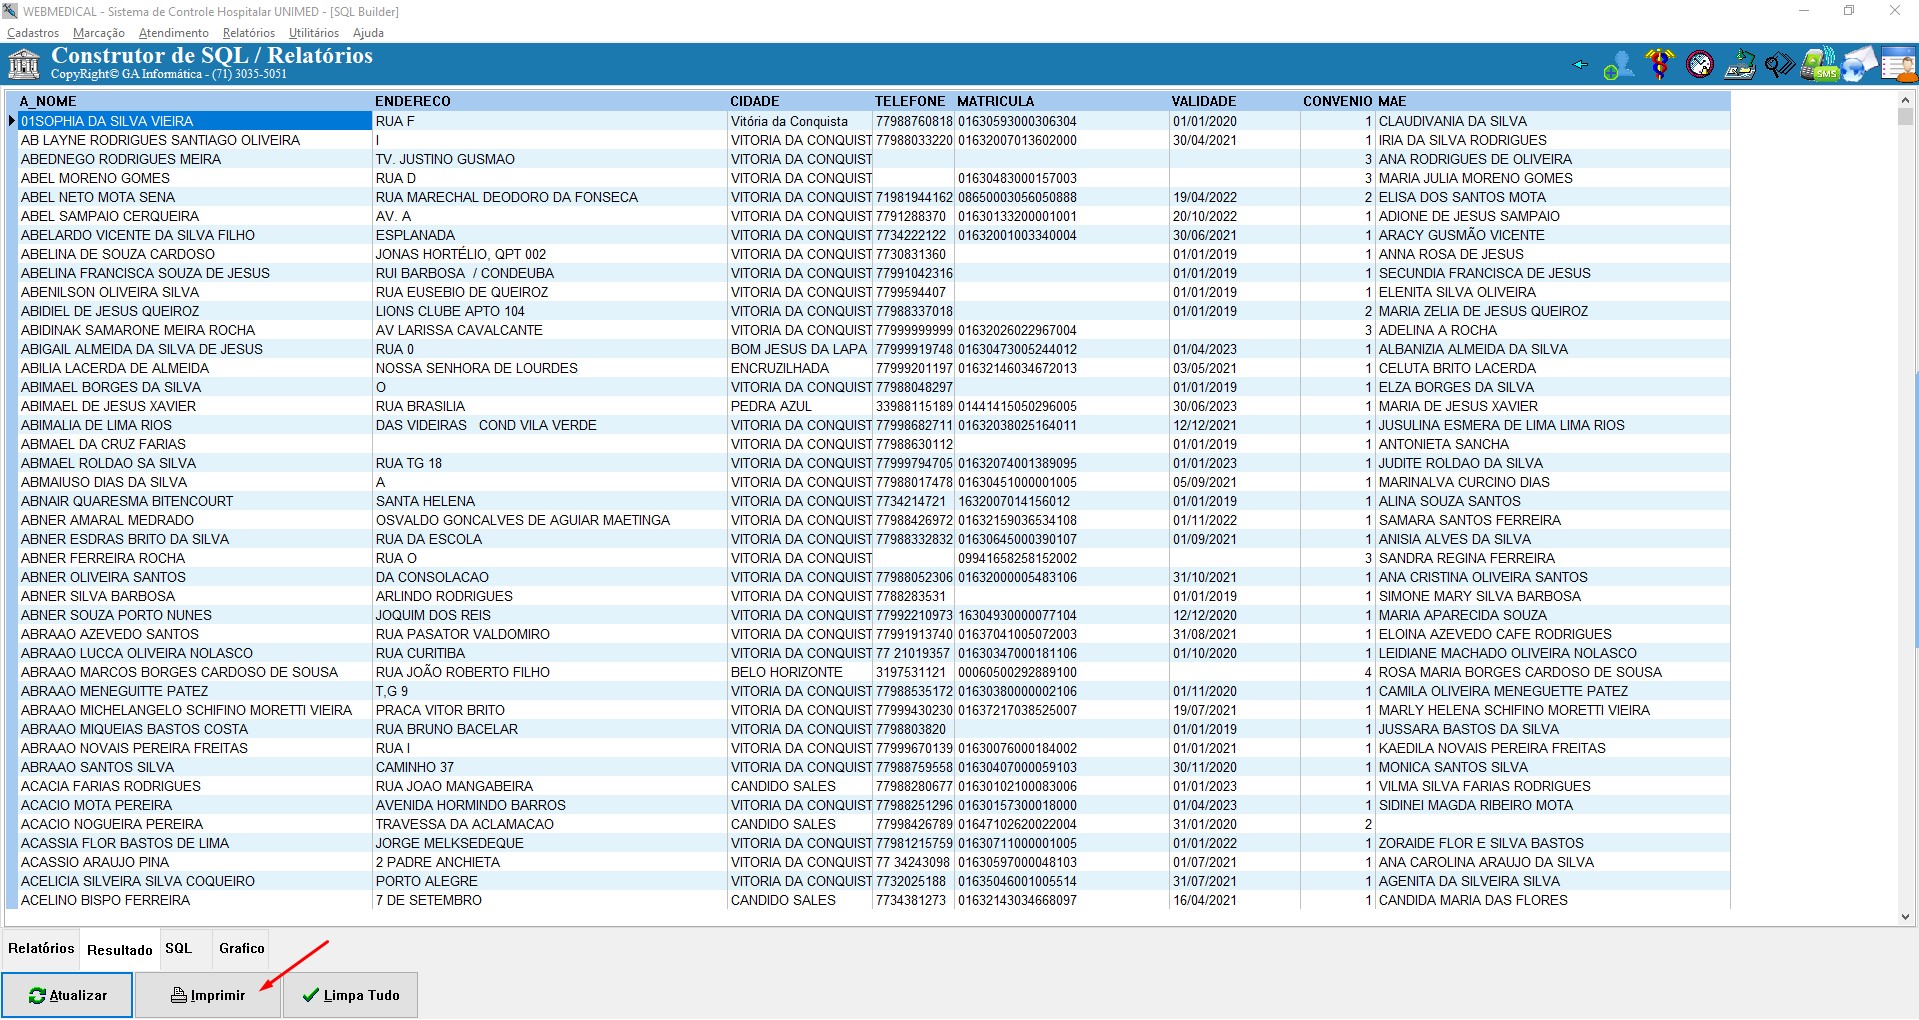 WEBMEDICAL - Sistema de Controle Hospitalar UNIMED - [SQL Builder]
Cadastros Marcação Atendimento Relatórios Utilitários Ajuda
Construtor de SQL / Relatórios
CopyRight© GA Informática - (71) 3035-5051
SMS
A_NOME ENDERECO CIDADE TELEFONE MATRICULA VALIDADE CONVENIO MAE
01SOPHIA DA SILVA VIEIRA RUA F Vitória da Conquista 77988760818 01630593000306304 01/01/2020 1 CLAUDIVANIA DA SILVA
AB LAYNE RODRIGUES SANTIAGO OLIVEIRA I VITORIA DA CONQUIST 77988033220 01632007013602000 30/04/2021 1 IRIA DA SILVA RODRIGUES
ABEDNEGO RODRIGUES MEIRA TV. JUSTINO GUSMAO VITORIA DA CONQUIST 3 ANA RODRIGUES DE OLIVEIRA
ABEL MORENO GOMES RUA D VITORIA DA CONQUIST 01630483000157003 3 MARIA JULIA MORENO GOMES
ABEL NETO MOTA SENA RUA MARECHAL DEODORO DA FONSECA VITORIA DA CONQUIST 71981944162 08650003056050888 19/04/2022 2 ELISA DOS SANTOS MOTA
ABEL SAMPAIO CERQUEIRA AV. A VITORIA DA CONQUIST 7791288370 01630133200001001 20/10/2022 1 ADIONE DE JESUS SAMPAIO
ABELARDO VICENTE DA SILVA FILHO ESPLANADA VITORIA DA CONQUIST 7734222122 01632001003340004 30/06/2021 1 ARACY GUSMÃO VICENTE
ABELINA DE SOUZA CARDOSO JONAS HORTÉLIO, QPT 002 VITORIA DA CONQUIST 7730831360 01/01/2019 1 ANNA ROSA DE JESUS
ABELINA FRANCISCA SOUZA DE JESUS RUI BARBOSA / CONDEUBA VITORIA DA CONQUIST 77991042316 01/01/2019 1 SECUNDIA FRANCISCA DE JESUS
ABENILSON OLIVEIRA SILVA RUA EUSEBIO DE QUEIROZ VITORIA DA CONQUIST 7799594407 01/01/2019 1 ELENITA SILVA OLIVEIRA
ABIDIEL DE JESUS QUEIROZ LIONS CLUBE APTO 104 VITORIA DA CONQUIST 77988337018 01/01/2019 2 MARIA ZELIA DE JESUS QUEIROZ
ABIDINAK SAMARONE MEIRA ROCHA AV LARISSA CAVALCANTE VITORIA DA CONQUIST 77999999999 01632026022967004 3 ADELINA A ROCHA
ABIGAIL ALMEIDA DA SILVA DE JESUS RUA 0 BOM JESUS DA LAPA 77999919748 01630473005244012 01/04/2023 1 ALBANIZIA ALMEIDA DA SILVA
ABILIA LACERDA DE ALMEIDA NOSSA SENHORA DE LOURDES ENCRUZILHADA 77999201197 01632146034672013 03/05/2021 1 CELUTA BRITO LACERDA
ABIMAEL BORGES DA SILVA O VITORIA DA CONQUIST 77988048297 01/01/2019 1 ELZA BORGES DA SILVA
ABIMAEL DE JESUS XAVIER RUA BRASILIA PEDRA AZUL 33988115189 01441415050296005 30/06/2023 1 MARIA DE JESUS XAVIER
ABIMALIA DE LIMA RIOS DAS VIDEIRAS COND VILA VERDE VITORIA DA CONQUIST 77998682711 01632038025164011 12/12/2021 1 JUSULINA ESMERA DE LIMA LIMA RIOS
ABMAEL DA CRUZ FARIAS VITORIA DA CONQUIST 77988630112 01/01/2019 1 ANTONIETA SANCHA
ABMAEL ROLDAO SA SILVA RUA TG 18 VITORIA DA CONQUIST 77999794705 01632074001389095 01/01/2023 1 JUDITE ROLDAO DA SILVA
ABMAIUSO DIAS DA SILVA A VITORIA DA CONQUIST 77988017478 01630451000001005 05/09/2021 1 MARINALVA CURCINO DIAS
ABNAIR QUARESMA BITENCOURT SANTA HELENA VITORIA DA CONQUIST 7734214721 1632007014156012 01/01/2019 1 ALINA SOUZA SANTOS
ABNER AMARAL MEDRADO OSVALDO GONCALVES DE AGUIAR MAETINGA VITORIA DA CONQUIST 77988426972 01632159036534108 01/11/2022 1 SAMARA SANTOS FERREIRA
ABNER ESDRAS BRITO DA SILVA RUA DA ESCOLA VITORIA DA CONQUIST 77988332832 01630645000390107 01/09/2021 1 ANISIA ALVES DA SILVA
ABNER FERREIRA ROCHA RUA O VITORIA DA CONQUIST 09941658258152002 3 SANDRA REGINA FERREIRA
ABNER OLIVEIRA SANTOS DA CONSOLACAO VITORIA DA CONQUIST 77988052306 01632000005483106 31/10/2021 1 ANA CRISTINA OLIVEIRA SANTOS
ABNER SILVA BARBOSA ARLINDO RODRIGUES VITORIA DA CONQUIST 7788283531 01/01/2019 1 SIMONE MARY SILVA BARBOSA
ABNER SOUZA PORTO NUNES JOQUIM DOS REIS VITORIA DA CONQUIST 77992210973 16304930000077104 12/12/2020 1 MARIA APARECIDA SOUZA
ABRAAO AZEVEDO SANTOS RUA PASATOR VALDOMIRO VITORIA DA CONQUIST 77991913740 01637041005072003 31/08/2021 1 ELOINA AZEVEDO CAFE RODRIGUES
ABRAAO LUCCA OLIVEIRA NOLASCO RUA CURITIBA VITORIA DA CONQUIST 77 21019357 01630347000181106 01/10/2020 1 LEIDIANE MACHADO OLIVEIRA NOLASCO
ABRAAO MARCOS BORGES CARDOSO DE SOUSA RUA JOÃO ROBERTO FILHO BELO HORIZONTE 3197531121 00060500292889100 4 ROSA MARIA BORGES CARDOSO DE SOUSA
ABRAAO MENEGUITTE PATEZ T,G 9 VITORIA DA CONQUIST 77988535172 01630380000002106 01/11/2020 1 CAMILA OLIVEIRA MENEGUETTE PATEZ
ABRAAO MICHELANGELO SCHIFINO MORETTI VIEIRA PRACA VITOR BRITO VITORIA DA CONQUIST 77999430230 01637217038525007 19/07/2021 1 MARLY HELENA SCHIFINO MORETTI VIEIRA
ABRAAO MIQUEIAS BASTOS COSTA RUA BRUNO BACELAR VITORIA DA CONQUIST 7798803820 01/01/2019 1 JUSSARA BASTOS DA SILVA
ABRAAO NOVAIS PEREIRA FREITAS RUA I VITORIA DA CONQUIST 77999670139 01630076000184002 01/01/2021 1 KAEDILA NOVAIS PEREIRA FREITAS
ABRAAO SANTOS SILVA CAMINHO 37 VITORIA DA CONQUIST 77988759558 01630407000059103 30/11/2020 1 MONICA SANTOS SILVA
ACACIA FARIAS RODRIGUES RUA JOAO MANGABEIRA CANDIDO SALES 77988280677 01630102100083006 01/01/2023 1 VILMA SILVA FARIAS RODRIGUES
ACACIO MOTA PEREIRA AVENIDA HORMINDO BARROS VITORIA DA CONQUIST 77988251296 01630157300018000 01/04/2023 1 SIDINEI MAGDA RIBEIRO MOTA
ACACIO NOGUEIRA PEREIRA TRAVESSA DA ACLAMACAO CANDIDO SALES 77998426789 01647102620022004 31/01/2020 2
ACASSIA FLOR BASTOS DE LIMA JORGE MELKSEDEQUE VITORIA DA CONQUIST 77981215759 01630711000001005 01/01/2022 1 ZORAIDE FLOR E SILVA BASTOS
ACASSIO ARAUJO PINA 2 PADRE ANCHIETA VITORIA DA CONQUIST 77 34243098 01630597000048103 01/07/2021 1 ANA CAROLINA ARAUJO DA SILVA
ACELICIA SILVEIRA SILVA COQUEIRO PORTO ALEGRE VITORIA DA CONQUIST 7732025188 01635046001005514 31/07/2021 1 AGENITA DA SILVEIRA SILVA
ACELINO BISPO FERREIRA 7 DE SETEMBRO CANDIDO SALES 7734381273 01632143034668097 16/04/2021 1 CANDIDA MARIA DAS FLORES
Relatórios Resultado SQL Grafico
Atualizar Imprimir Limpa Tudo